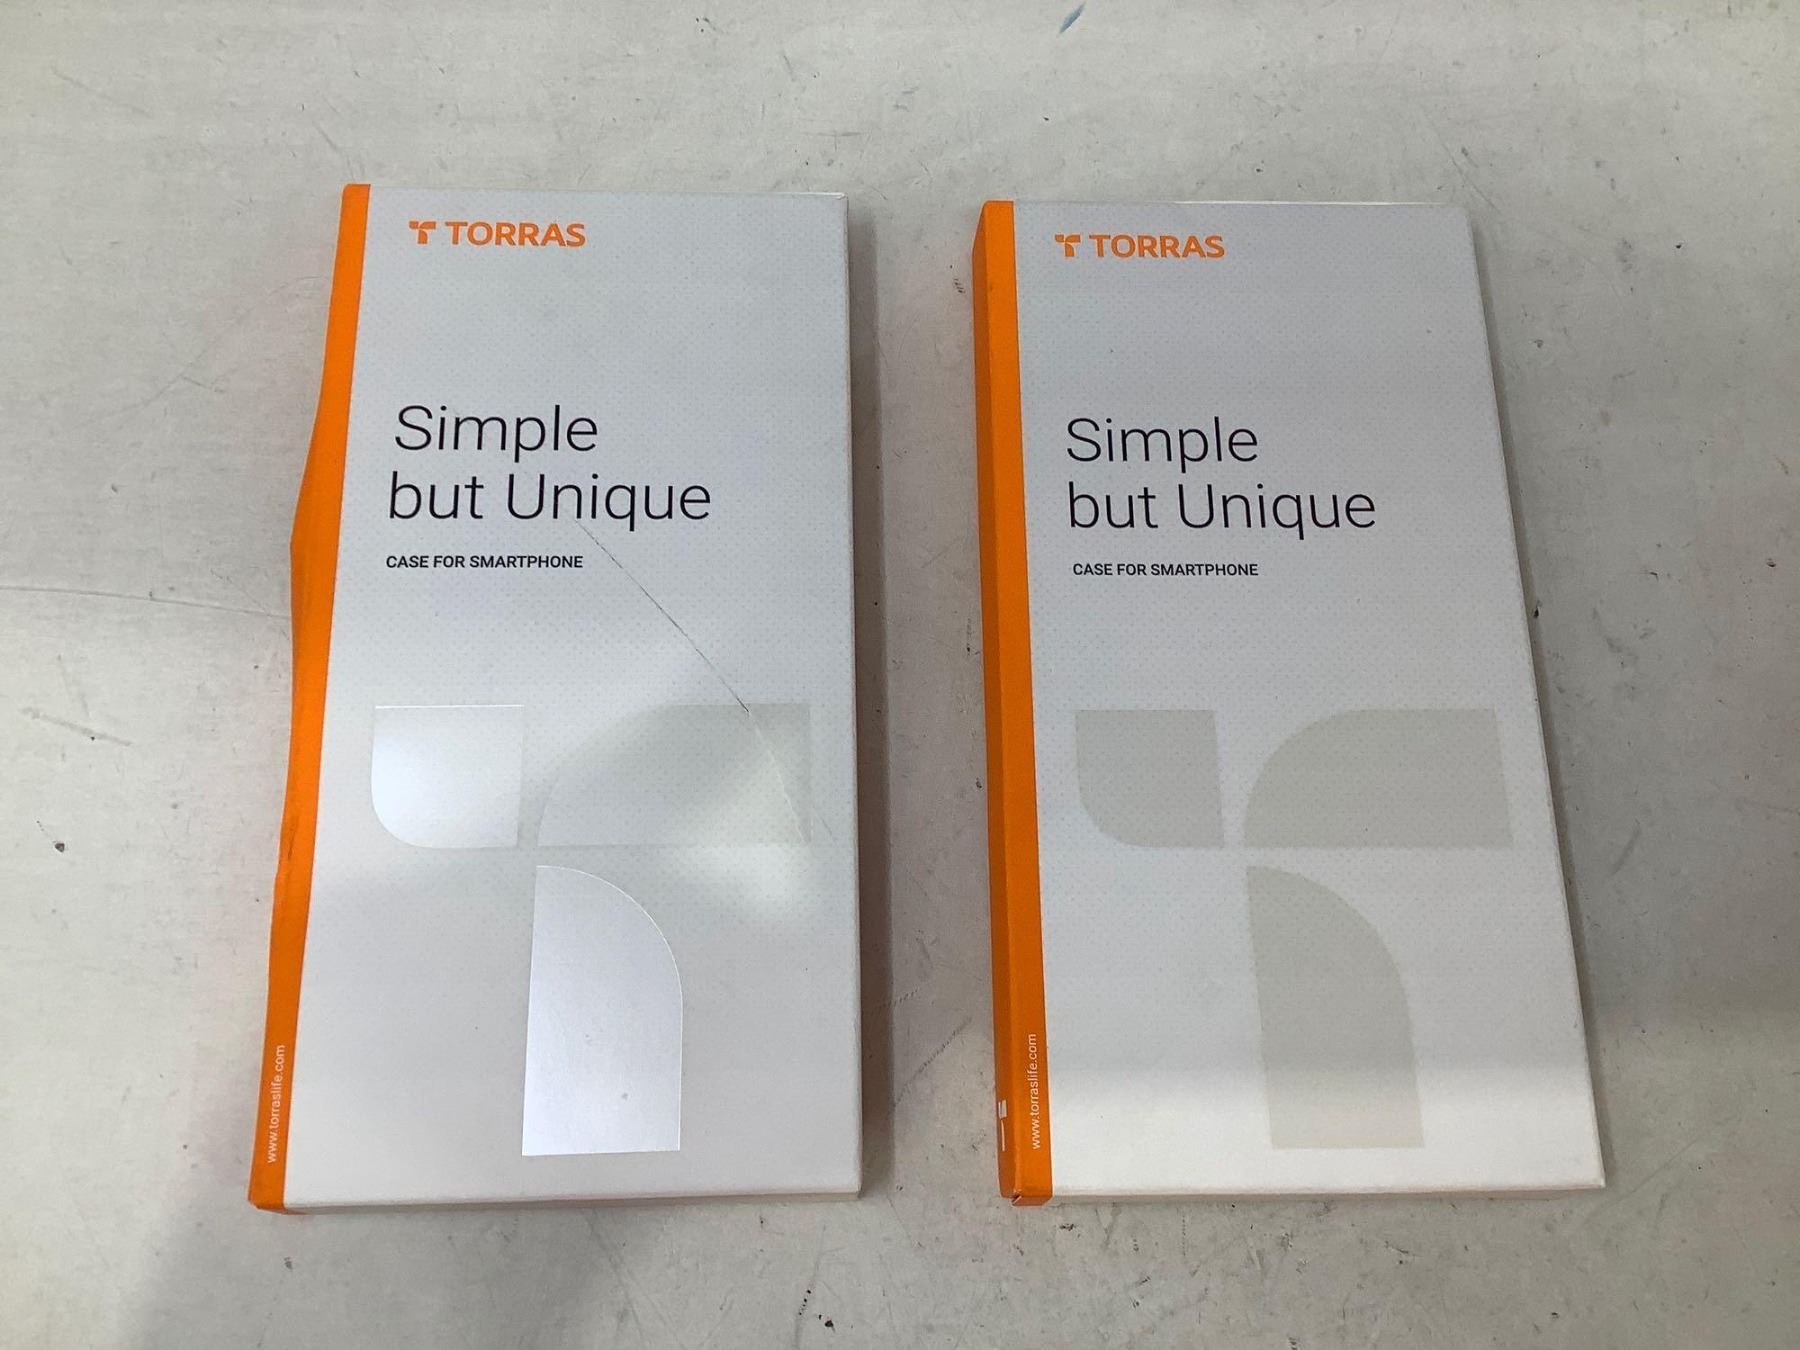 TORRAS
Simple
but Unique
CASE FOR SMARTPHONE
www.torraslife.com
TORRAS
Simple
but Unique
CASE FOR SMARTPHONE
www.torraslife.com